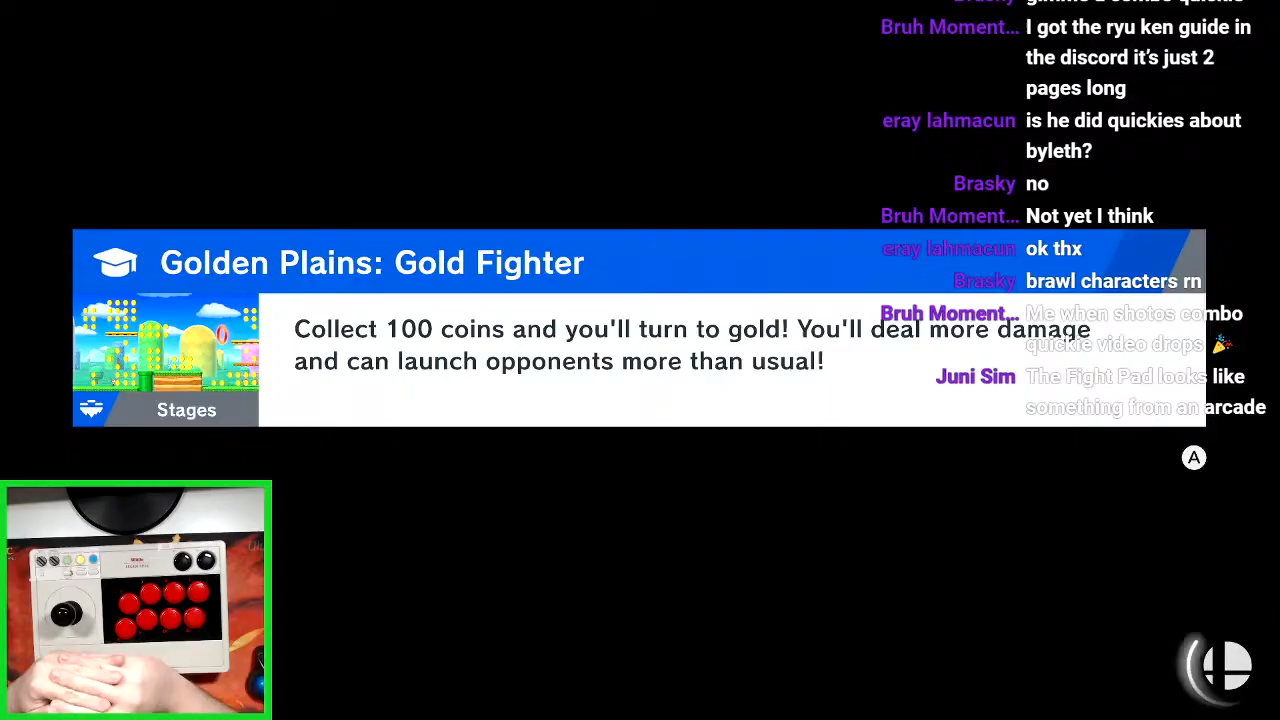 gimme a combo quickie
Bruh Moment… I got the ryu ken guide in
the discord it’s just 2
pages long
eray lahmacun is he did quickies about
byleth?
Brasky no
Bruh Moment… Not yet I think
eray lahmacun ok thx
Brasky brawl characters rn
Bruh Moment… Me when shotos combo
quickie video drops 🎉
Juni Sim The Fight Pad looks like
something from an arcade
Golden Plains: Gold Fighter
Collect 100 coins and you'll turn to gold! You'll deal more damage
and can launch opponents more than usual!
Stages
A